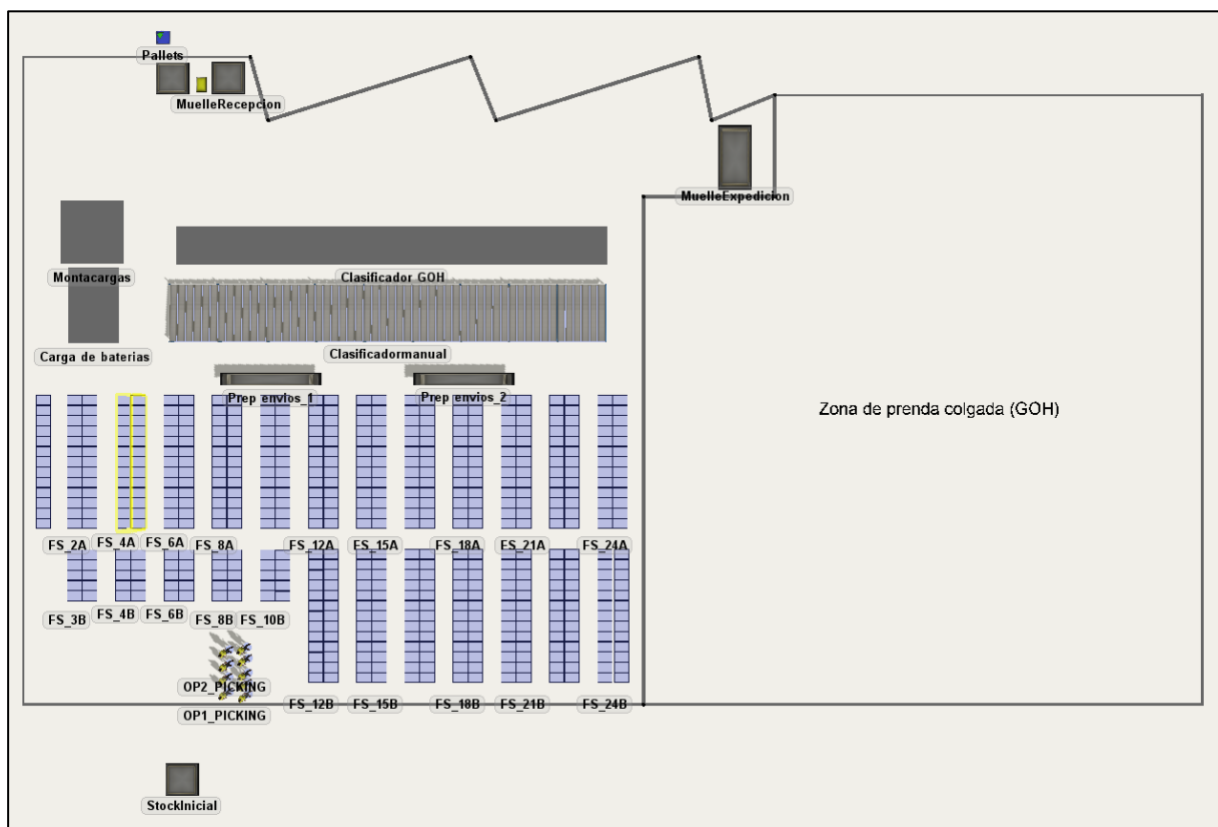 Pallets
MuelleRecepcion
MuelleExpedicion
Montacargas
Clasificador GOH
Carga de baterias
Clasificadormanual
Prep envios_1
Prep envios_2
Zona de prenda colgada (GOH)
FS_2A
FS_4A
FS_6A
FS_8A
FS_12A
FS_15A
FS_18A
FS_21A
FS_24A
FS_3B
FS_4B
FS_6B
FS_8B
FS_10B
OP2_PICKING
OP1_PICKING
FS_12B
FS_15B
FS_18B
FS_21B
FS_24B
StockInicial